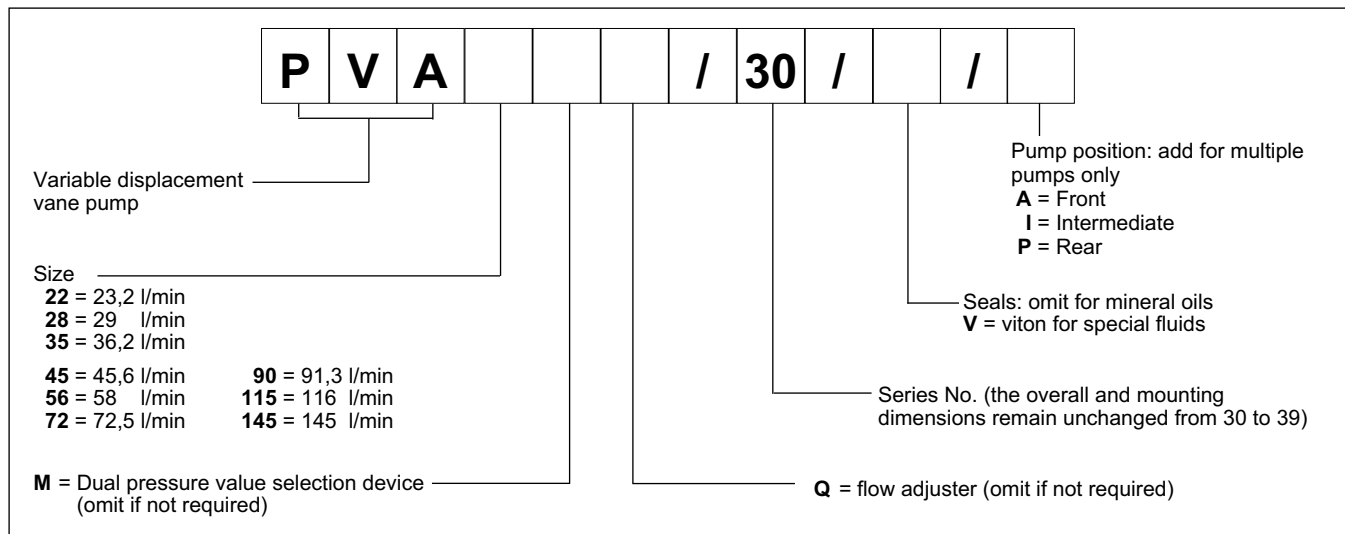 P V A / 30 / /
Variable displacement
vane pump
Size
22 = 23,2 l/min
28 = 29 l/min
35 = 36,2 l/min
45 = 45,6 l/min
56 = 58 l/min
72 = 72,5 l/min
90 = 91,3 l/min
115 = 116 l/min
145 = 145 l/min
M = Dual pressure value selection device
(omit if not required)
Q = flow adjuster (omit if not required)
Series No. (the overall and mounting
dimensions remain unchanged from 30 to 39)
Seals: omit for mineral oils
V = viton for special fluids
Pump position: add for multiple
pumps only
A = Front
I = Intermediate
P = Rear